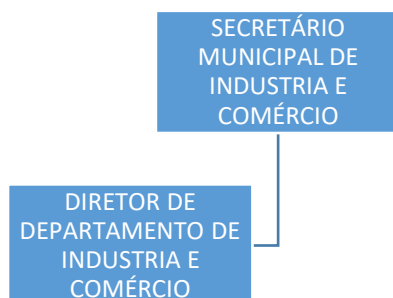 SECRETÁRIO
MUNICIPAL DE
INDUSTRIA E
COMÉRCIO
DIRETOR DE
DEPARTAMENTO DE
INDUSTRIA E
COMÉRCIO